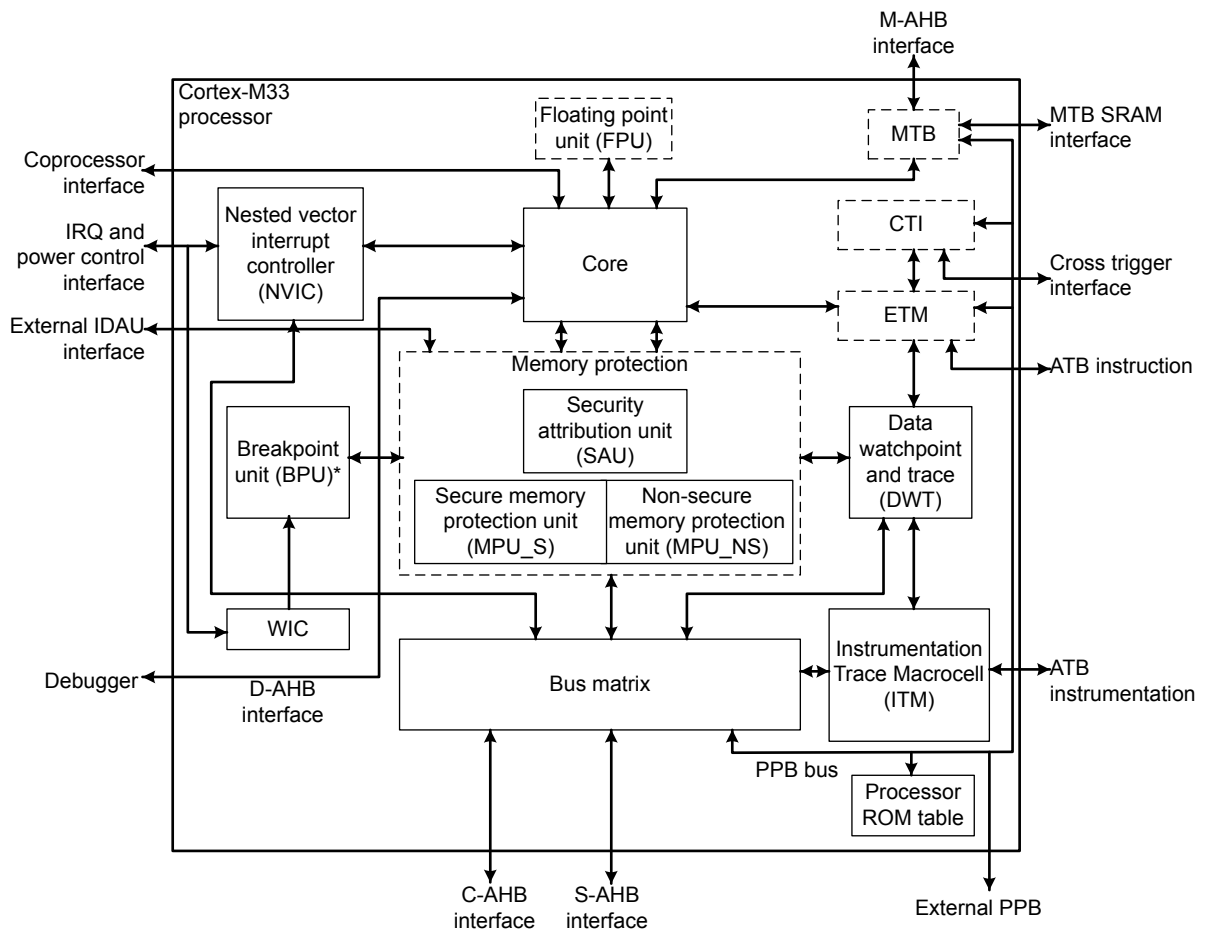 M-AHB
interface
Cortex-M33
processor
Floating point
unit (FPU)
MTB
MTB SRAM
interface
Coprocessor
interface
Nested vector
interrupt
controller
(NVIC)
IRQ and
power control
interface
Core
CTI
Cross trigger
interface
ETM
External IDAU
interface
ATB instruction
Memory protection
Security
attribution unit
(SAU)
Breakpoint
unit (BPU)*
Data
watchpoint
and trace
(DWT)
Secure memory
protection unit
(MPU_S)
Non-secure
memory protection
unit (MPU_NS)
WIC
Bus matrix
Instrumentation
Trace Macrocell
(ITM)
ATB
instrumentation
Debugger
D-AHB
interface
PPB bus
Processor
ROM table
C-AHB
interface
S-AHB
interface
External PPB